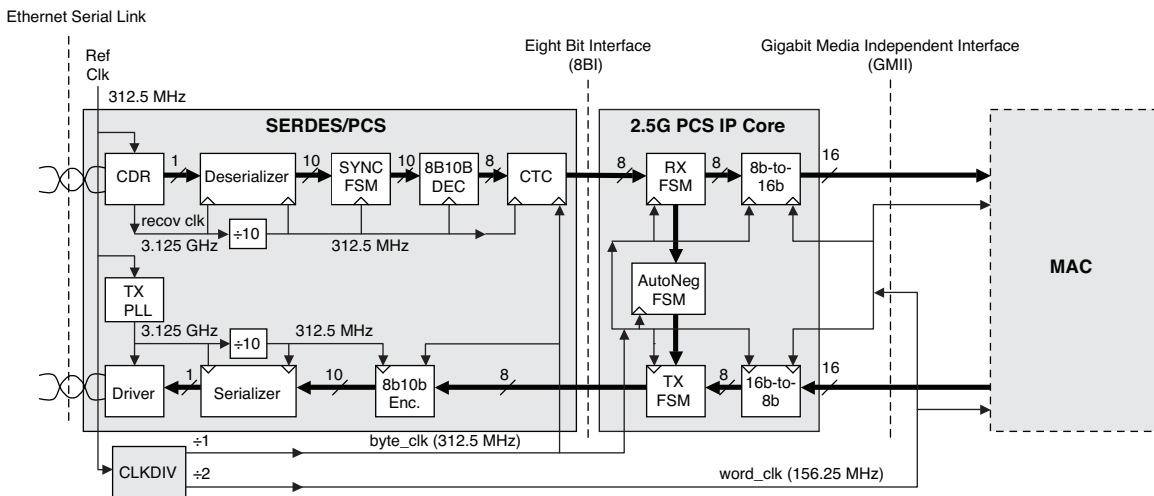 Ethernet Serial Link
Ref
Clk
312.5 MHz
Eight Bit Interface
(8BI)
Gigabit Media Independent Interface
(GMII)
SERDES/PCS
2.5G PCS IP Core
CDR
1
Deserializer
10
SYNC
FSM
10
8B10B
DEC
8
CTC
8
RX
FSM
8
8b-to-
16b
16
recov clk
3.125 GHz
÷10
312.5 MHz
MAC
AutoNeg
FSM
TX
PLL
3.125 GHz
÷10
312.5 MHz
Driver
1
Serializer
10
8b10b
Enc.
8
TX
FSM
8
16b-to-
8b
16
CLKDIV
÷1
byte_clk (312.5 MHz)
÷2
word_clk (156.25 MHz)